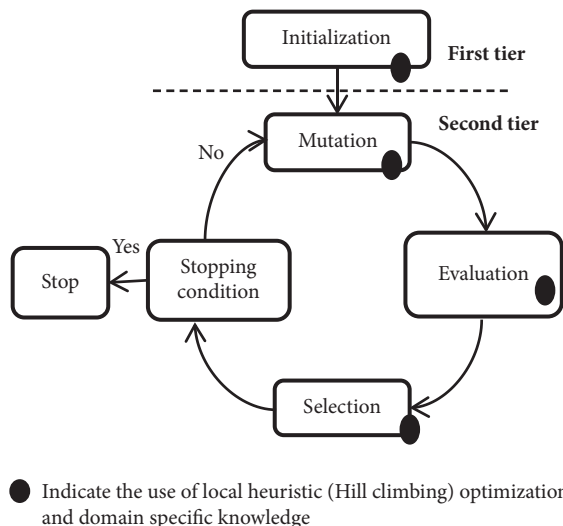 Initialization
First tier
Second tier
Mutation
No
Yes
Stop
Stopping
condition
Evaluation
Selection
Indicate the use of local heuristic (Hill climbing) optimization
and domain specific knowledge